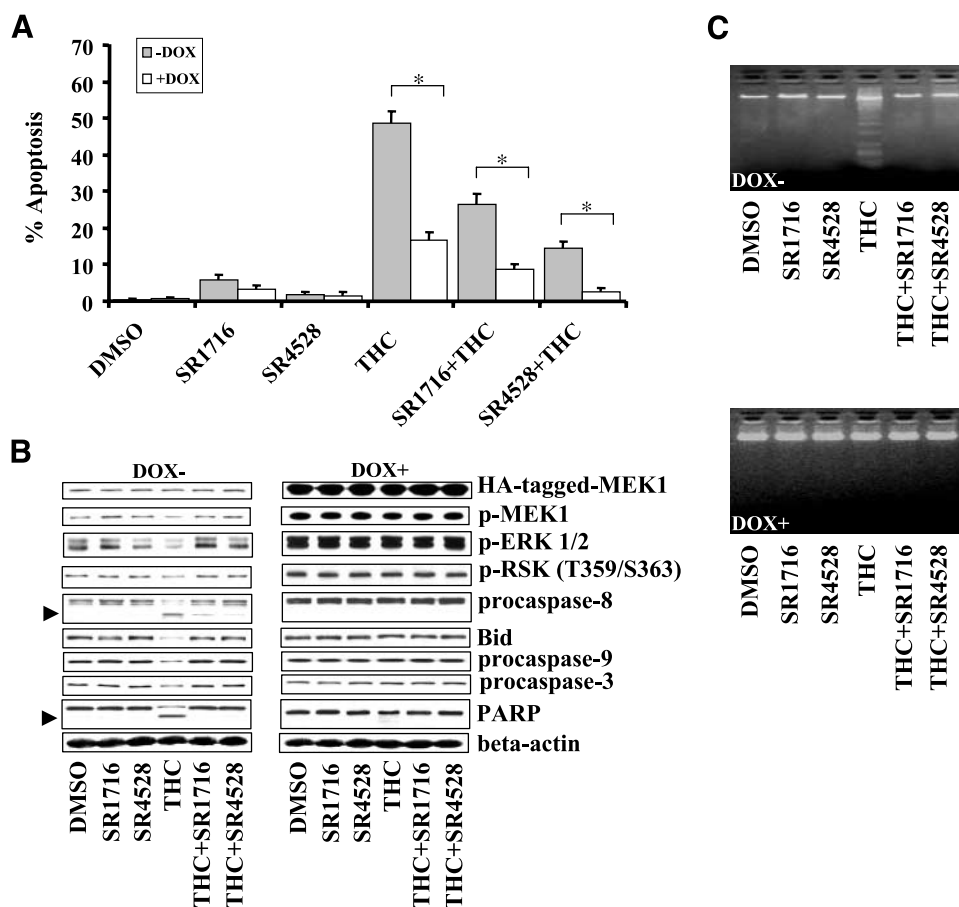 A
70
60
50
40
30
20
10
0
% Apoptosis
-DOX
+DOX
*
*
*
DMSO
SR1716
SR4528
THC
SR1716+THC
SR4528+THC
B
DOX-
DOX+
HA-tagged-MEK1
p-MEK1
p-ERK 1/2
p-RSK (T359/S363)
procaspase-8
Bid
procaspase-9
procaspase-3
PARP
beta-actin
DMSO
SR1716
SR4528
THC
THC+SR1716
THC+SR4528
DMSO
SR1716
SR4528
THC
THC+SR1716
THC+SR4528
C
DOX-
DMSO
SR1716
SR4528
THC
THC+SR1716
THC+SR4528
DOX+
DMSO
SR1716
SR4528
THC
THC+SR1716
THC+SR4528